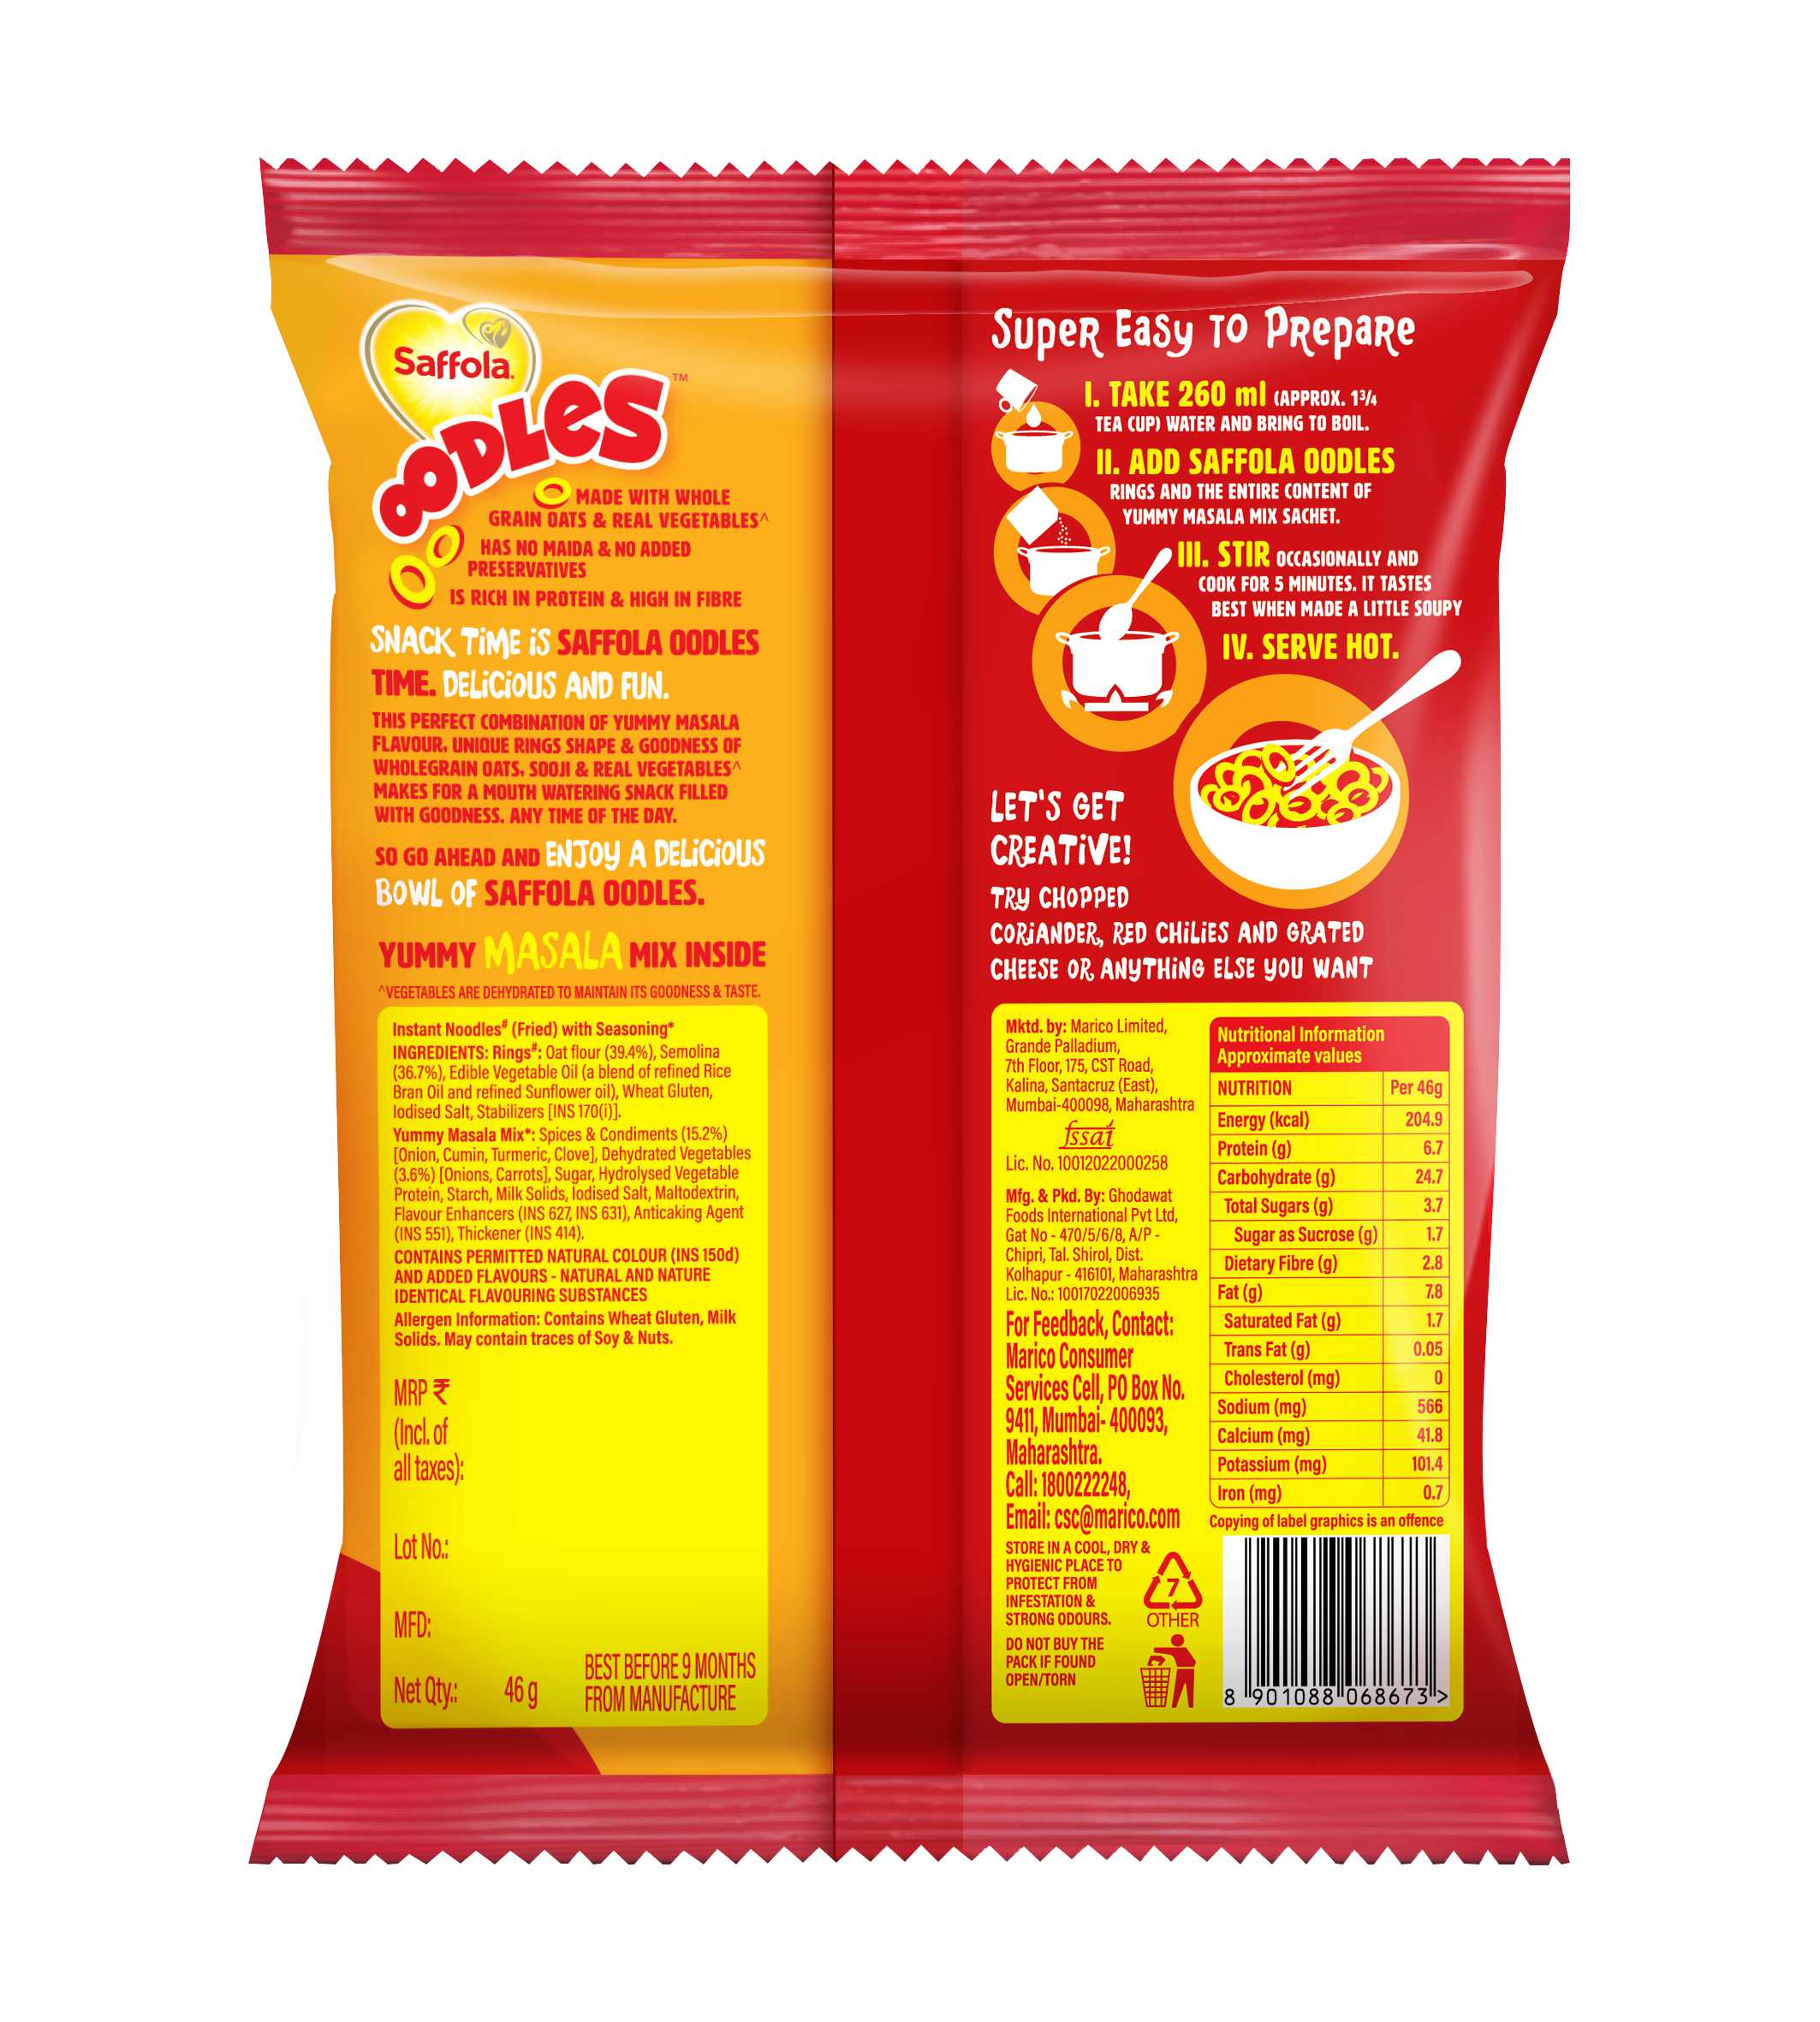 Saffola
OODLES™
MADE WITH WHOLE
GRAIN OATS & REAL VEGETABLES^
HAS NO MAIDA & NO ADDED
PRESERVATIVES
IS RICH IN PROTEIN & HIGH IN FIBRE
SNACK TiME iS SAFFOLA OODLES
TIME. DELiCiOUS AND FUN.
THIS PERFECT COMBINATION OF YUMMY MASALA
FLAVOUR, UNIQUE RINGS SHAPE & GOODNESS OF
WHOLEGRAIN OATS, SOOJI & REAL VEGETABLES^
MAKES FOR A MOUTH WATERING SNACK FILLED
WITH GOODNESS. ANY TIME OF THE DAY.
SO GO AHEAD AND ENJOY A DELiCiOUS
BOWL OF SAFFOLA OODLES.
YUMMY MASALA MIX INSIDE
^VEGETABLES ARE DEHYDRATED TO MAINTAIN ITS GOODNESS & TASTE.
Instant Noodles# (Fried) with Seasoning*
INGREDIENTS: Rings#: Oat flour (39.4%), Semolina
(36.7%), Edible Vegetable Oil (a blend of refined Rice
Bran Oil and refined Sunflower oil), Wheat Gluten,
Iodised Salt, Stabilizers [INS 170(i)].
Yummy Masala Mix*: Spices & Condiments (15.2%)
[Onion, Cumin, Turmeric, Clove], Dehydrated Vegetables
(3.6%) [Onions, Carrots], Sugar, Hydrolysed Vegetable
Protein, Starch, Milk Solids, Iodised Salt, Maltodextrin,
Flavour Enhancers (INS 627, INS 631), Anticaking Agent
(INS 551), Thickener (INS 414).
CONTAINS PERMITTED NATURAL COLOUR (INS 150d)
AND ADDED FLAVOURS - NATURAL AND NATURE
IDENTICAL FLAVOURING SUBSTANCES
Allergen Information: Contains Wheat Gluten, Milk
Solids. May contain traces of Soy & Nuts.
MRP ₹
(Incl. of
all taxes):
Lot No.:
MFD:
Net Qty.: 46 g
BEST BEFORE 9 MONTHS
FROM MANUFACTURE
SUPER EASY TO PREPARE
I. TAKE 260 ml (APPROX. 1¾
TEA CUP) WATER AND BRING TO BOIL.
II. ADD SAFFOLA OODLES
RINGS AND THE ENTIRE CONTENT OF
YUMMY MASALA MIX SACHET.
III. STIR OCCASIONALLY AND
COOK FOR 5 MINUTES. IT TASTES
BEST WHEN MADE A LITTLE SOUPY
IV. SERVE HOT.
LET'S GET
CREATiVE!
TRY CHOPPED
CORiANDER, RED CHiLiES AND GRATED
CHEESE OR ANYTHiNG ELSE YOU WANT
Mktd. by: Marico Limited,
Grande Palladium,
7th Floor, 175, CST Road,
Kalina, Santacruz (East),
Mumbai-400098, Maharashtra
fssai
Lic. No. 10012022000258
Mfg. & Pkd. By: Ghodawat
Foods International Pvt Ltd,
Gat No - 470/5/6/8, A/P -
Chipri, Tal. Shirol, Dist.
Kolhapur - 416101, Maharashtra
Lic. No.: 10017022006935
For Feedback, Contact:
Marico Consumer
Services Cell, PO Box No.
9411, Mumbai- 400093,
Maharashtra.
Call: 1800222248,
Email: csc@marico.com
STORE IN A COOL, DRY &
HYGIENIC PLACE TO
PROTECT FROM
INFESTATION &
STRONG ODOURS.
DO NOT BUY THE
PACK IF FOUND
OPEN/TORN
7
OTHER
Nutritional Information
Approximate values
NUTRITION Per 46g
Energy (kcal) 204.9
Protein (g) 6.7
Carbohydrate (g) 24.7
Total Sugars (g) 3.7
Sugar as Sucrose (g) 1.7
Dietary Fibre (g) 2.8
Fat (g) 7.8
Saturated Fat (g) 1.7
Trans Fat (g) 0.05
Cholesterol (mg) 0
Sodium (mg) 566
Calcium (mg) 41.8
Potassium (mg) 101.4
Iron (mg) 0.7
Copying of label graphics is an offence
8 901088 068673 >